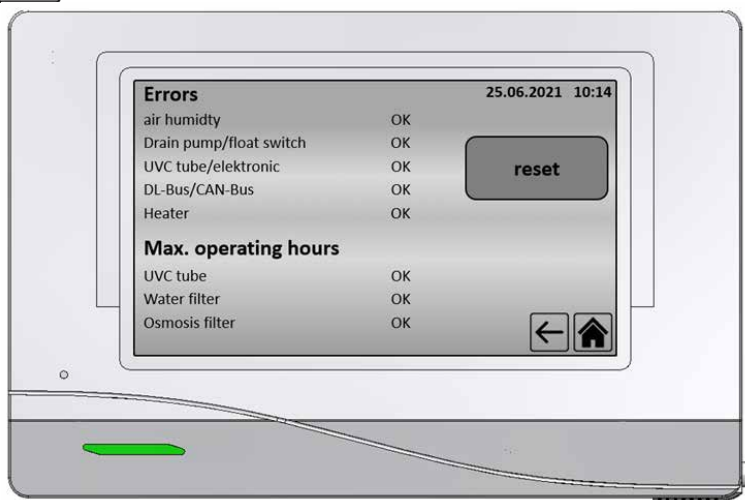 Errors 25.06.2021 10:14
air humidty OK
Drain pump/float switch OK
UVC tube/elektronic OK
reset
DL-Bus/CAN-Bus OK
Heater OK
Max. operating hours
UVC tube OK
Water filter OK
Osmosis filter OK